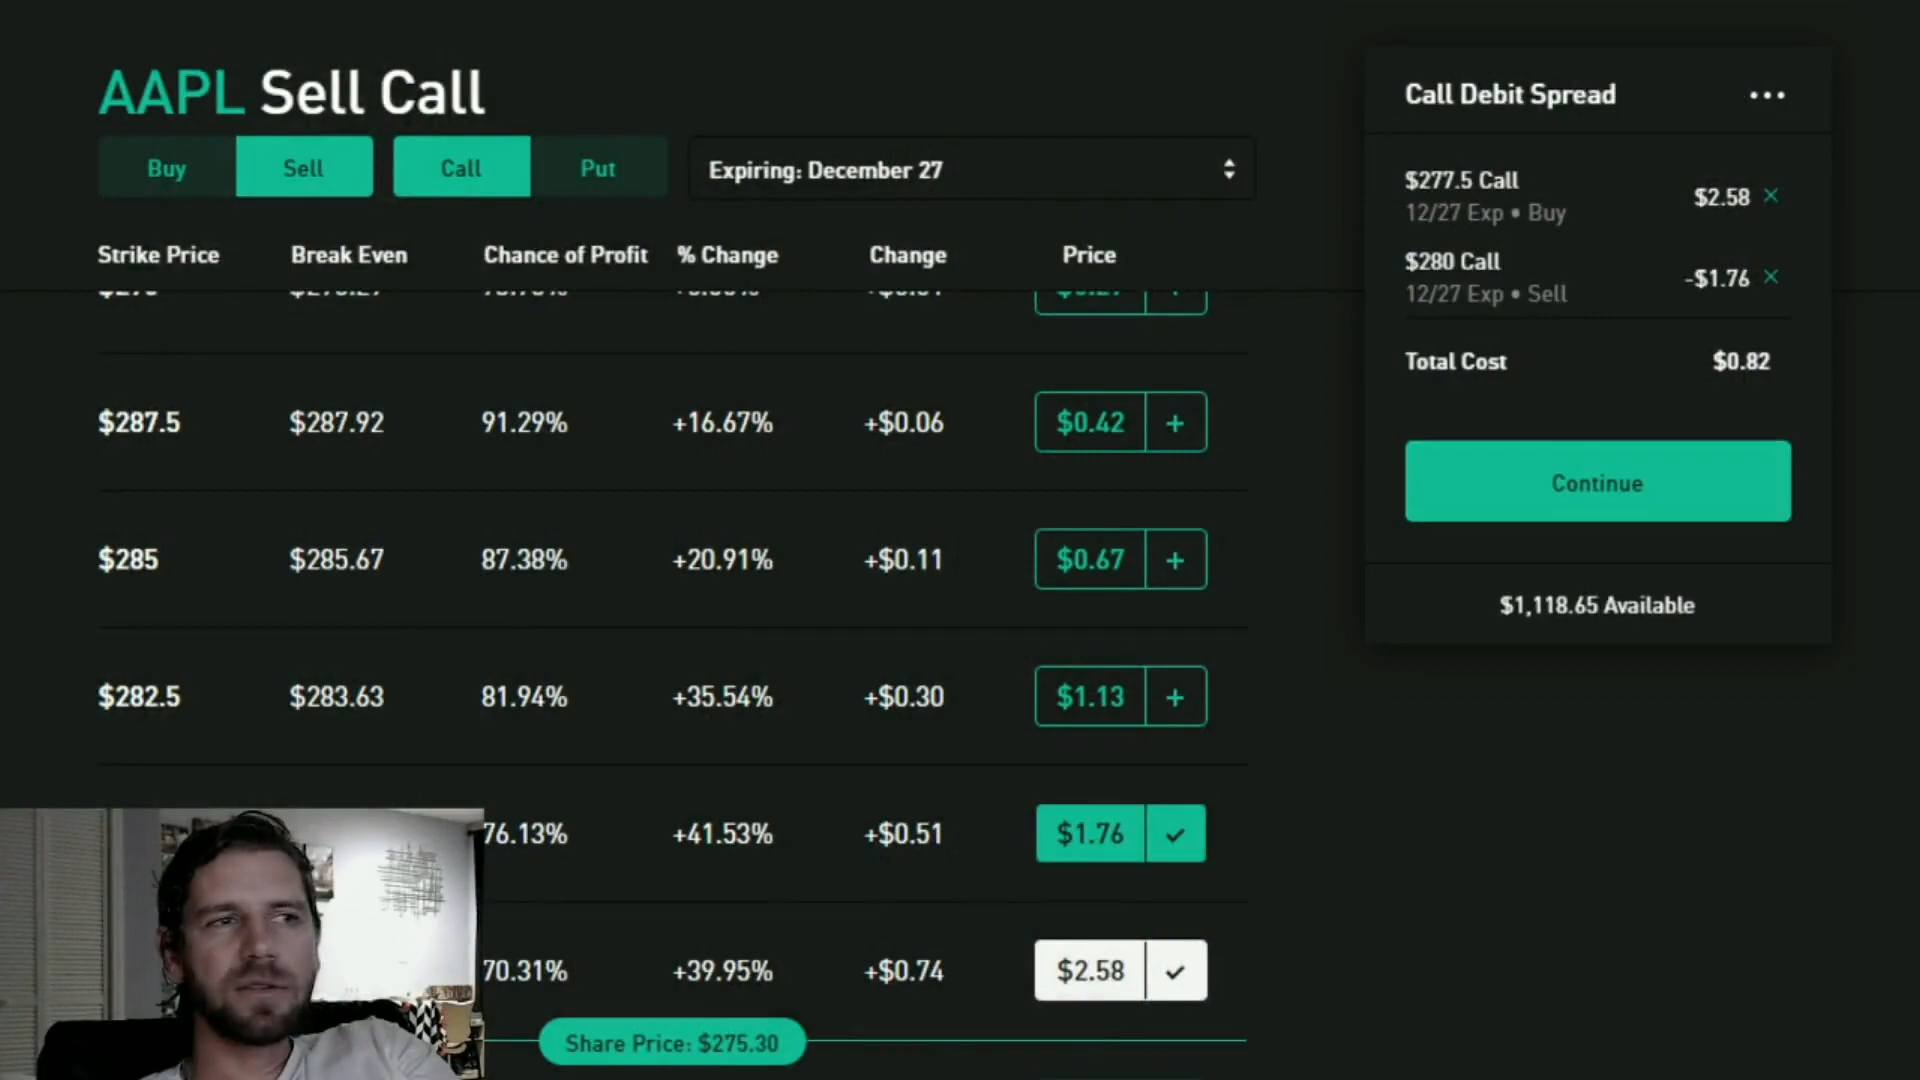 AAPL Sell Call
Buy Sell Call Put Expiring: December 27
Strike Price Break Even Chance of Profit % Change Change Price
$287.5 $287.92 91.29% +16.67% +$0.06 $0.42 +
$285 $285.67 87.38% +20.91% +$0.11 $0.67 +
$282.5 $283.63 81.94% +35.54% +$0.30 $1.13 +
76.13% +41.53% +$0.51 $1.76
70.31% +39.95% +$0.74 $2.58
Share Price: $275.30
Call Debit Spread
$277.5 Call
12/27 Exp • Buy
$2.58
$280 Call
12/27 Exp • Sell
-$1.76
Total Cost $0.82
Continue
$1,118.65 Available